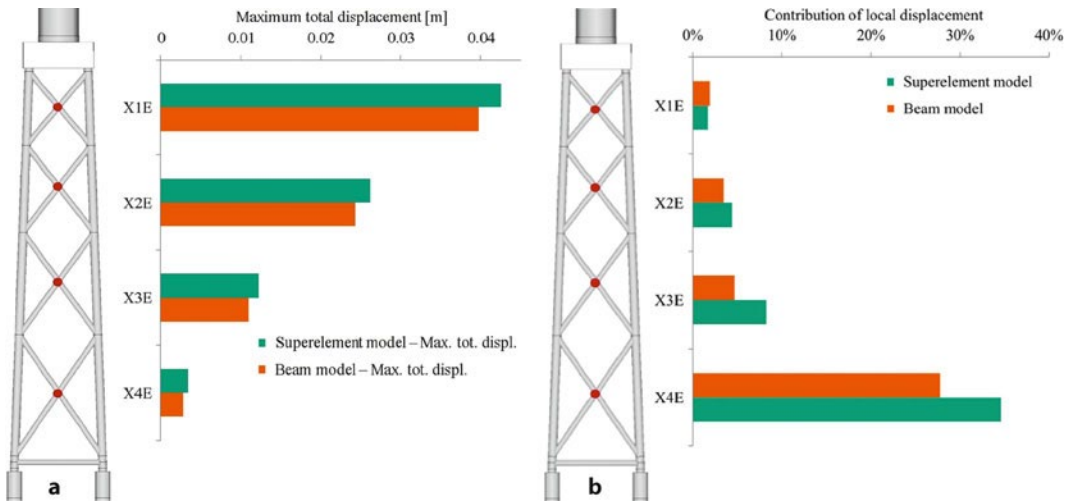 Maximum total displacement [m]
0 0.01 0.02 0.03 0.04
X1E
X2E
X3E
X4E
Superelement model – Max. tot. displ.
Beam model – Max. tot. displ.
a
Contribution of local displacement
0% 10% 20% 30% 40%
Superelement model
Beam model
X1E
X2E
X3E
X4E
b